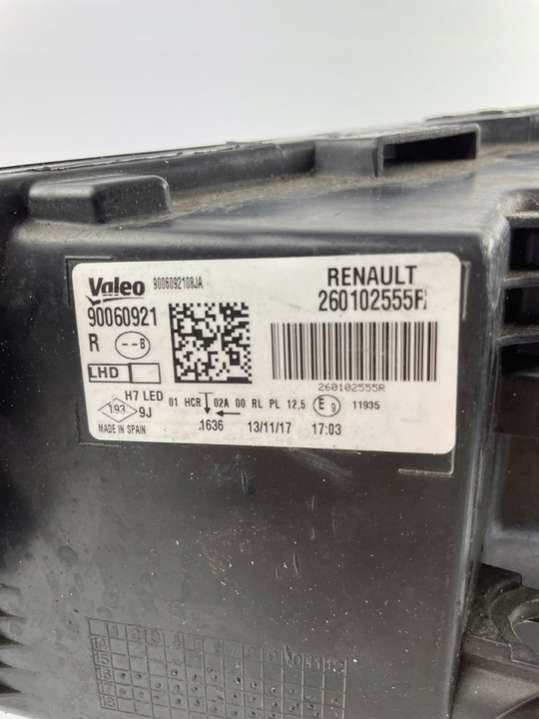 Valeo 9006092108JA
RENAULT
90060921
260102555R
R --B
LHD
260102555R
H7 LED 01 HCR 02A 00 RL PL 12,5 E9 11935
193 9J
MADE IN SPAIN
1636 13/11/17 17:03